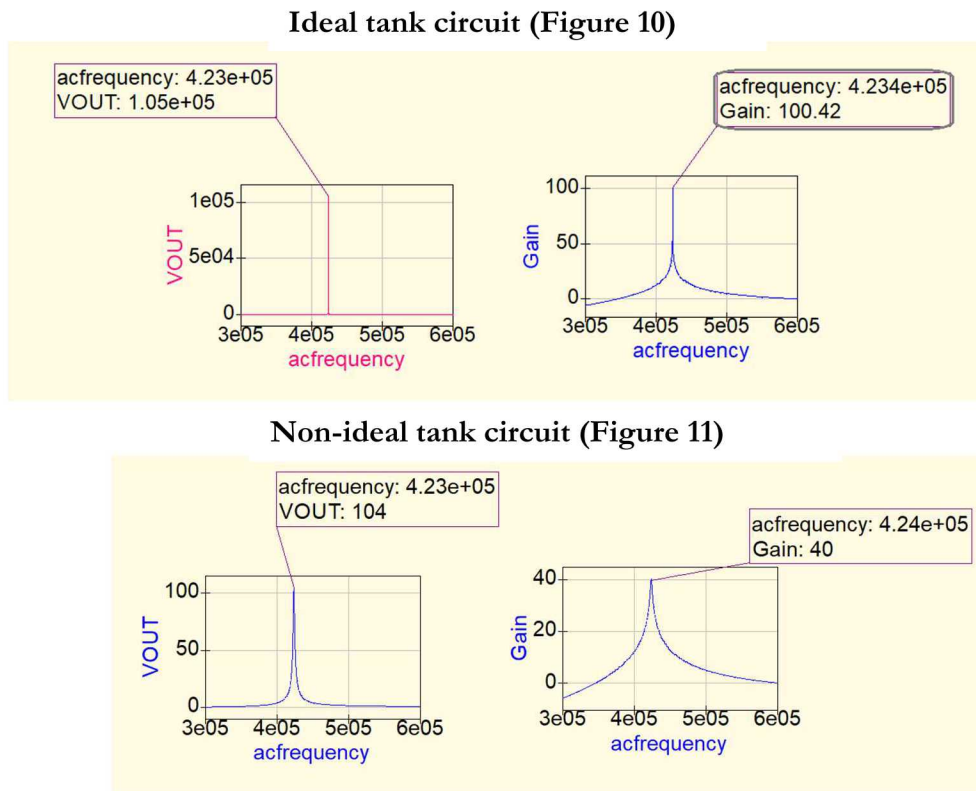 Ideal tank circuit (Figure 10)
acfrequency: 4.23e+05
VOUT: 1.05e+05
acfrequency: 4.234e+05
Gain: 100.42
1e05
5e04
0
VOUT
3e05 4e05 5e05 6e05
acfrequency
100
50
0
Gain
3e05 4e05 5e05 6e05
acfrequency
Non-ideal tank circuit (Figure 11)
acfrequency: 4.23e+05
VOUT: 104
acfrequency: 4.24e+05
Gain: 40
100
50
0
VOUT
3e05 4e05 5e05 6e05
acfrequency
40
20
0
Gain
3e05 4e05 5e05 6e05
acfrequency